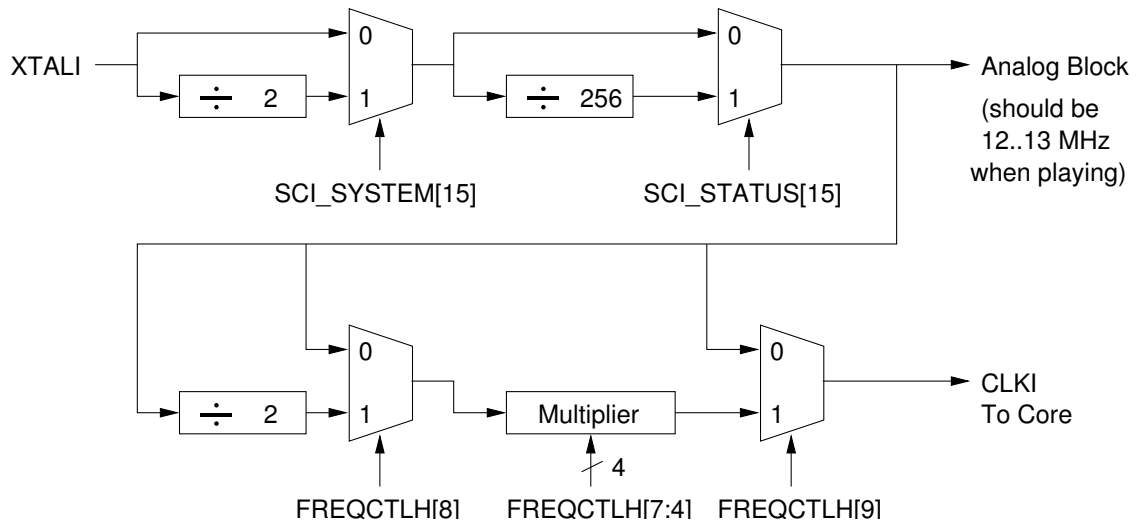 XTALI
0
÷ 2
1
0
÷ 256
1
Analog Block
(should be
12..13 MHz
when playing)
SCI_SYSTEM[15]
SCI_STATUS[15]
0
÷ 2
1
Multiplier
4
0
1
CLKI
To Core
FREQCTLH[8]
FREQCTLH[7:4]
FREQCTLH[9]